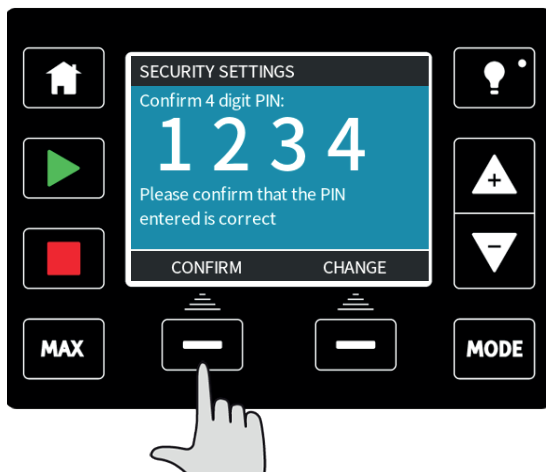 SECURITY SETTINGS
Confirm 4 digit PIN:
1 2 3 4
Please confirm that the PIN
entered is correct
CONFIRM CHANGE
MAX
MODE